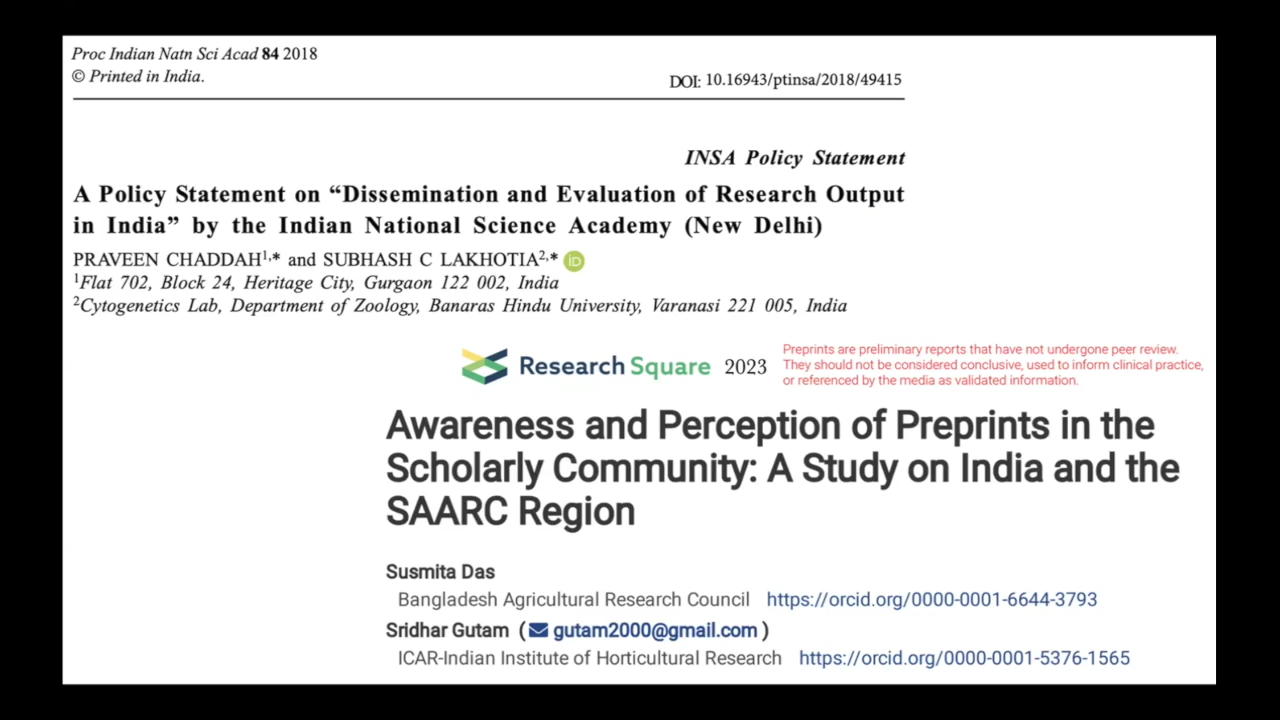 Proc Indian Natn Sci Acad 84 2018
© Printed in India.
DOI: 10.16943/ptinsa/2018/49415
INSA Policy Statement
A Policy Statement on “Dissemination and Evaluation of Research Output
in India” by the Indian National Science Academy (New Delhi)
PRAVEEN CHADDAH1,* and SUBHASH C LAKHOTIA2,* iD
1Flat 702, Block 24, Heritage City, Gurgaon 122 002, India
2Cytogenetics Lab, Department of Zoology, Banaras Hindu University, Varanasi 221 005, India
Research Square 2023
Preprints are preliminary reports that have not undergone peer review.
They should not be considered conclusive, used to inform clinical practice,
or referenced by the media as validated information.
Awareness and Perception of Preprints in the
Scholarly Community: A Study on India and the
SAARC Region
Susmita Das
Bangladesh Agricultural Research Council https://orcid.org/0000-0001-6644-3793
Sridhar Gutam ( gutam2000@gmail.com )
ICAR-Indian Institute of Horticultural Research https://orcid.org/0000-0001-5376-1565